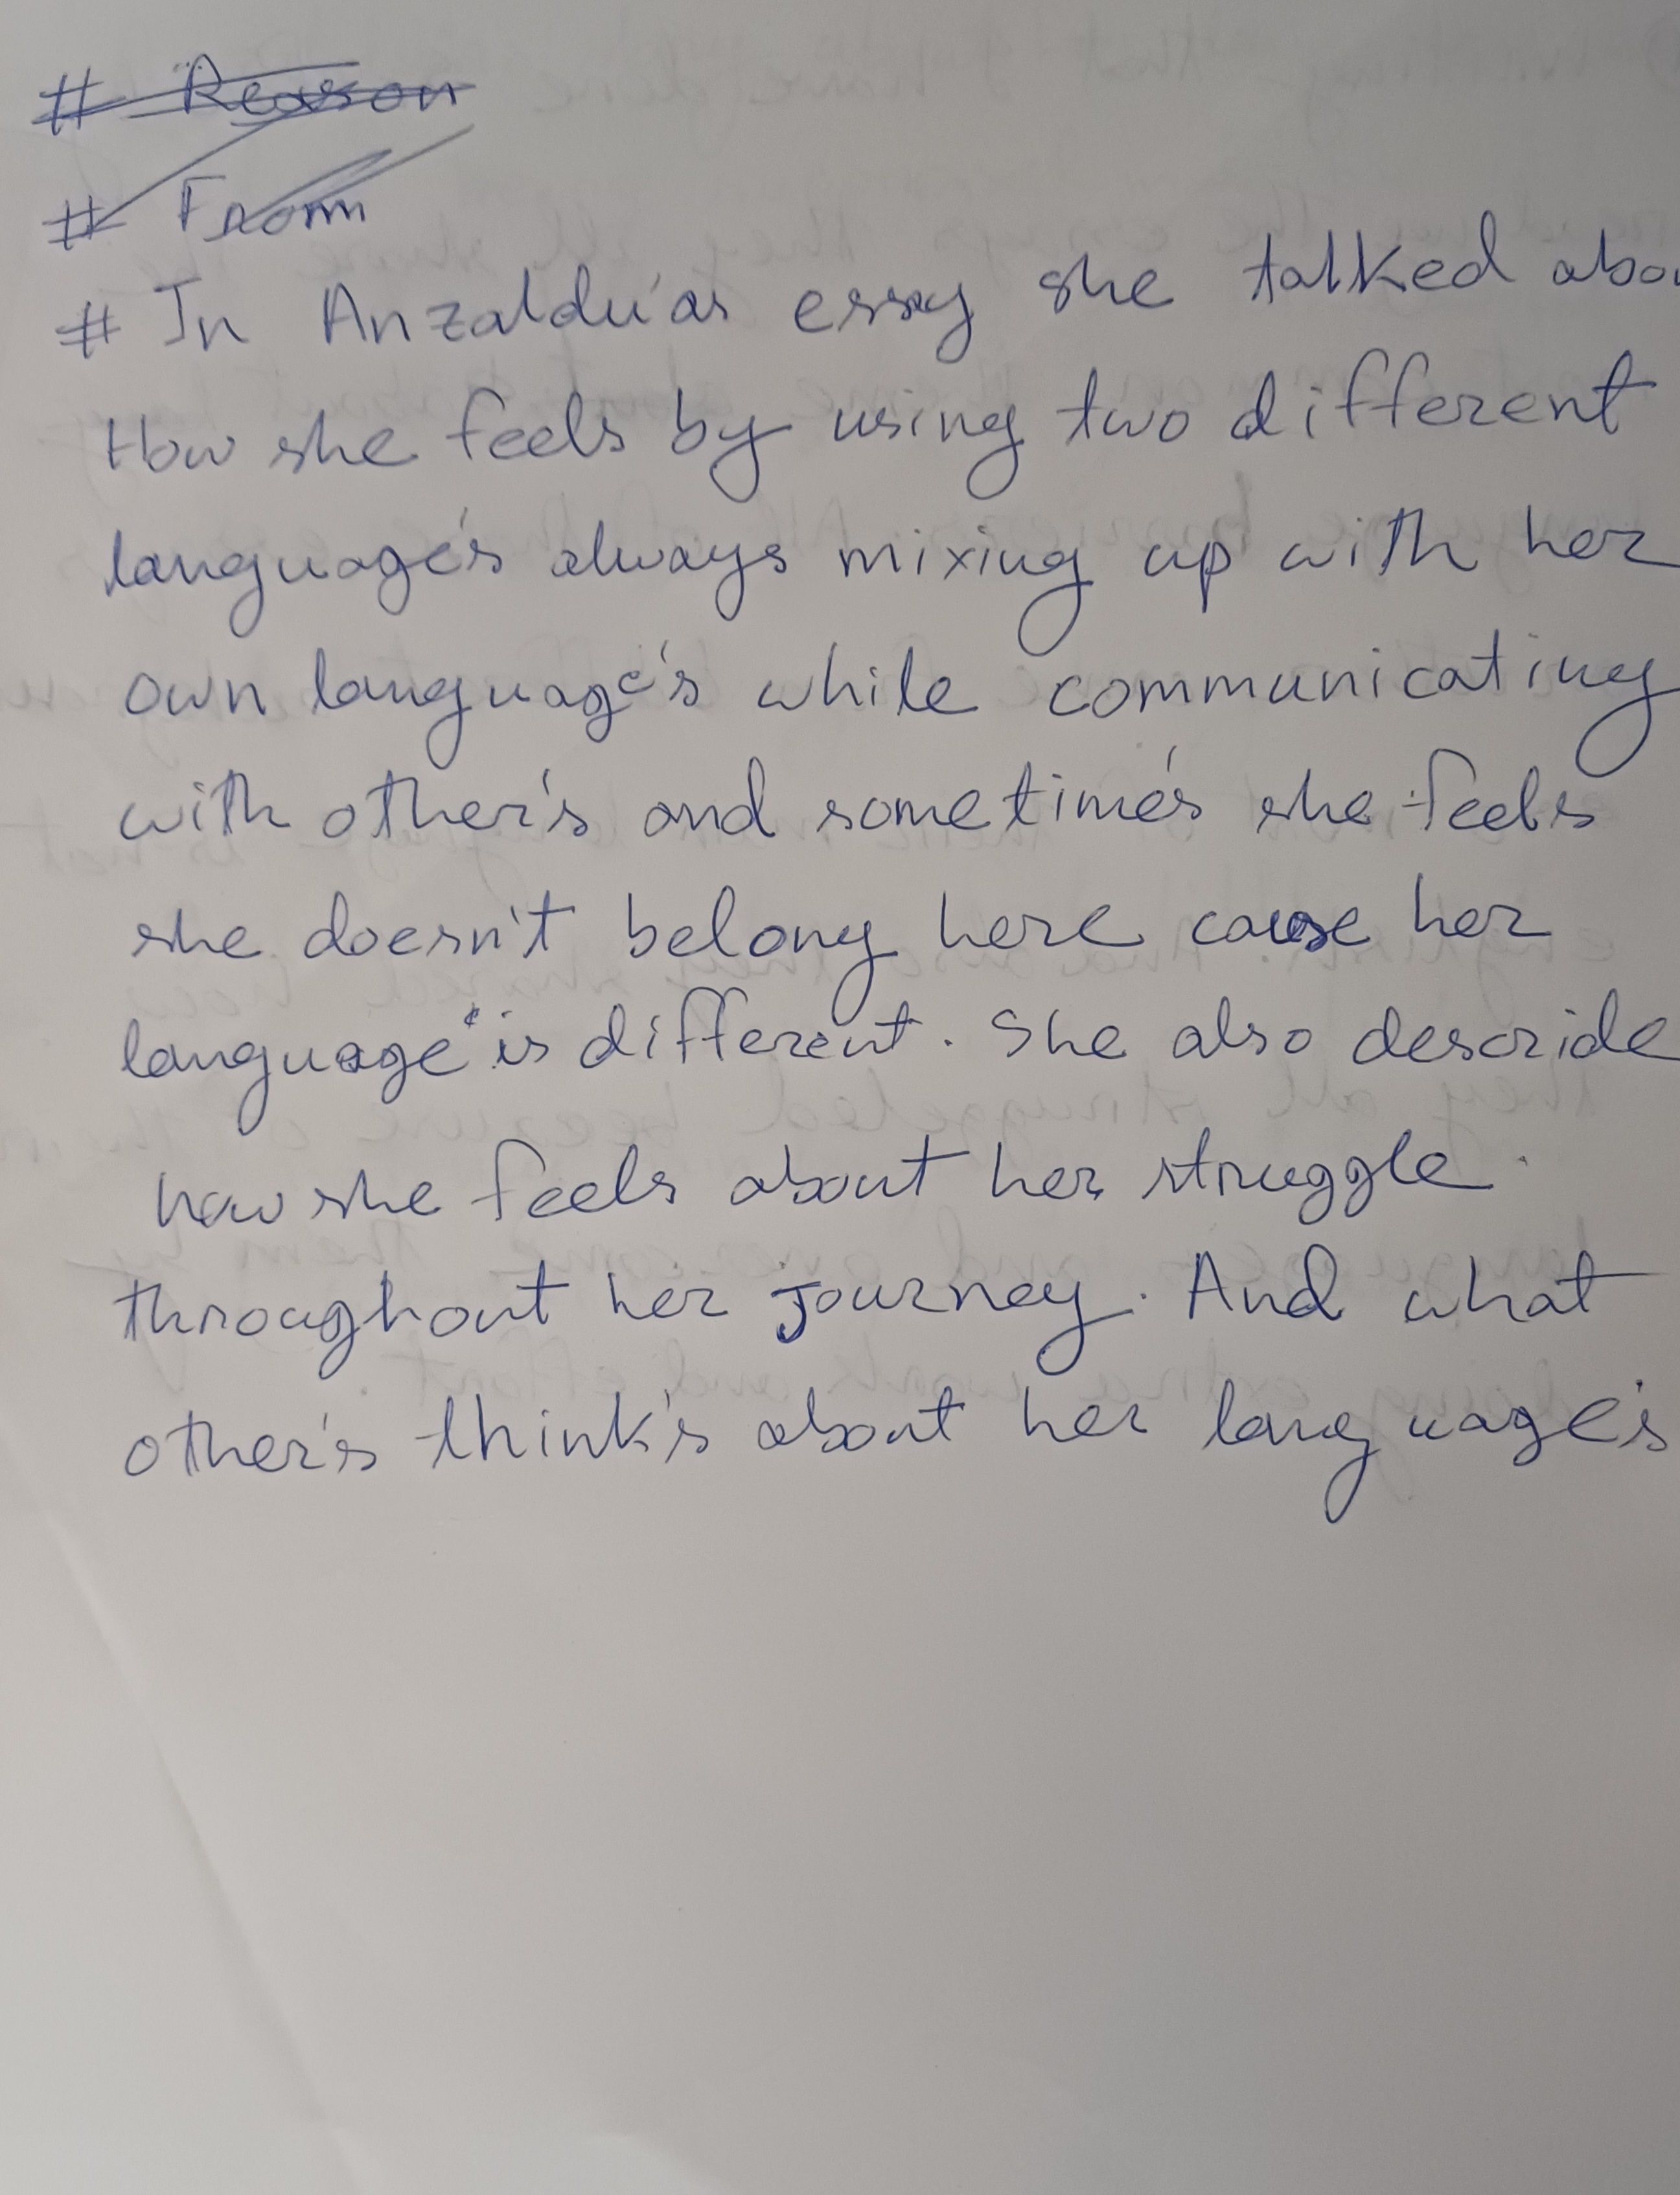 # Reason
# From
# In Anzaldu'as essay she talked abou
How she feels by using two different
language's always mixing up with her
own language's while communicating
with other's and sometime's she feels
she doesn't belong here cause her
language is different. She also descride
how she feels about her struggle.
throughout her journey. And what
other's think's about her language's